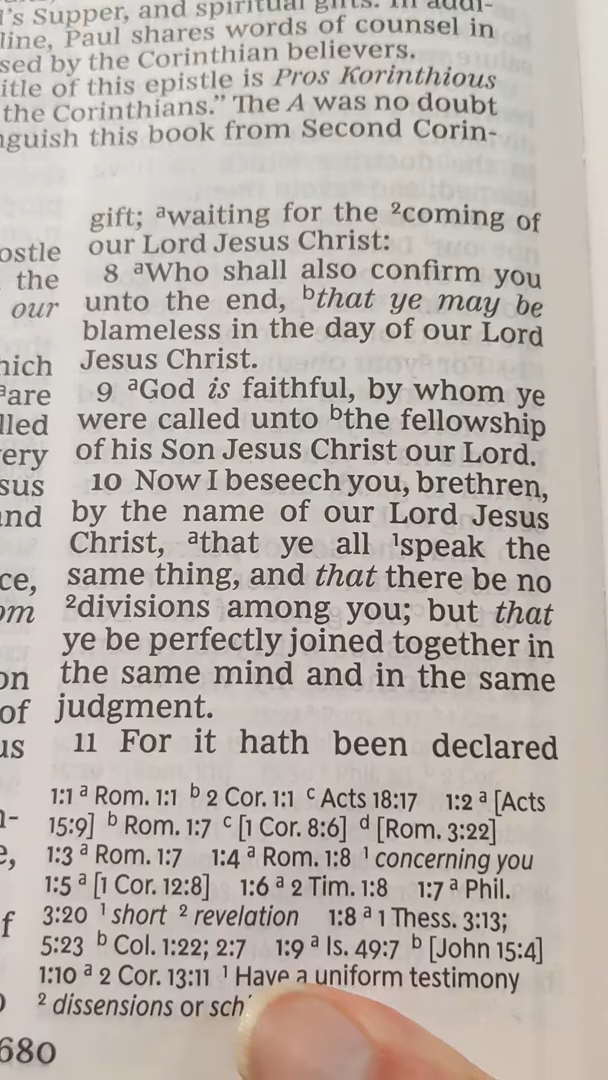 's Supper, and spiritual gifts. In addi-
line, Paul shares words of counsel in
sed by the Corinthian believers.
itle of this epistle is Pros Korinthious
the Corinthians." The A was no doubt
nguish this book from Second Corin-
ostle
the
our
hich
ᵃare
lled
ery
sus
and
ce,
om
on
of
us
n-
e,
f
680
gift; ᵃwaiting for the ²coming of
our Lord Jesus Christ:
8 ᵃWho shall also confirm you
unto the end, ᵇthat ye may be
blameless in the day of our Lord
Jesus Christ.
9 ᵃGod is faithful, by whom ye
were called unto ᵇthe fellowship
of his Son Jesus Christ our Lord.
10 Now I beseech you, brethren,
by the name of our Lord Jesus
Christ, ᵃthat ye all ¹speak the
same thing, and that there be no
²divisions among you; but that
ye be perfectly joined together in
the same mind and in the same
judgment.
11 For it hath been declared
1:1 ᵃ Rom. 1:1 ᵇ 2 Cor. 1:1 ᶜ Acts 18:17 1:2 ᵃ [Acts
15:9] ᵇ Rom. 1:7 ᶜ [1 Cor. 8:6] ᵈ [Rom. 3:22]
1:3 ᵃ Rom. 1:7 1:4 ᵃ Rom. 1:8 ¹ concerning you
1:5 ᵃ [1 Cor. 12:8] 1:6 ᵃ 2 Tim. 1:8 1:7 ᵃ Phil.
3:20 ¹ short ² revelation 1:8 ᵃ 1 Thess. 3:13;
5:23 ᵇ Col. 1:22; 2:7 1:9 ᵃ Is. 49:7 ᵇ [John 15:4]
1:10 ᵃ 2 Cor. 13:11 ¹ Have a uniform testimony
² dissensions or sch